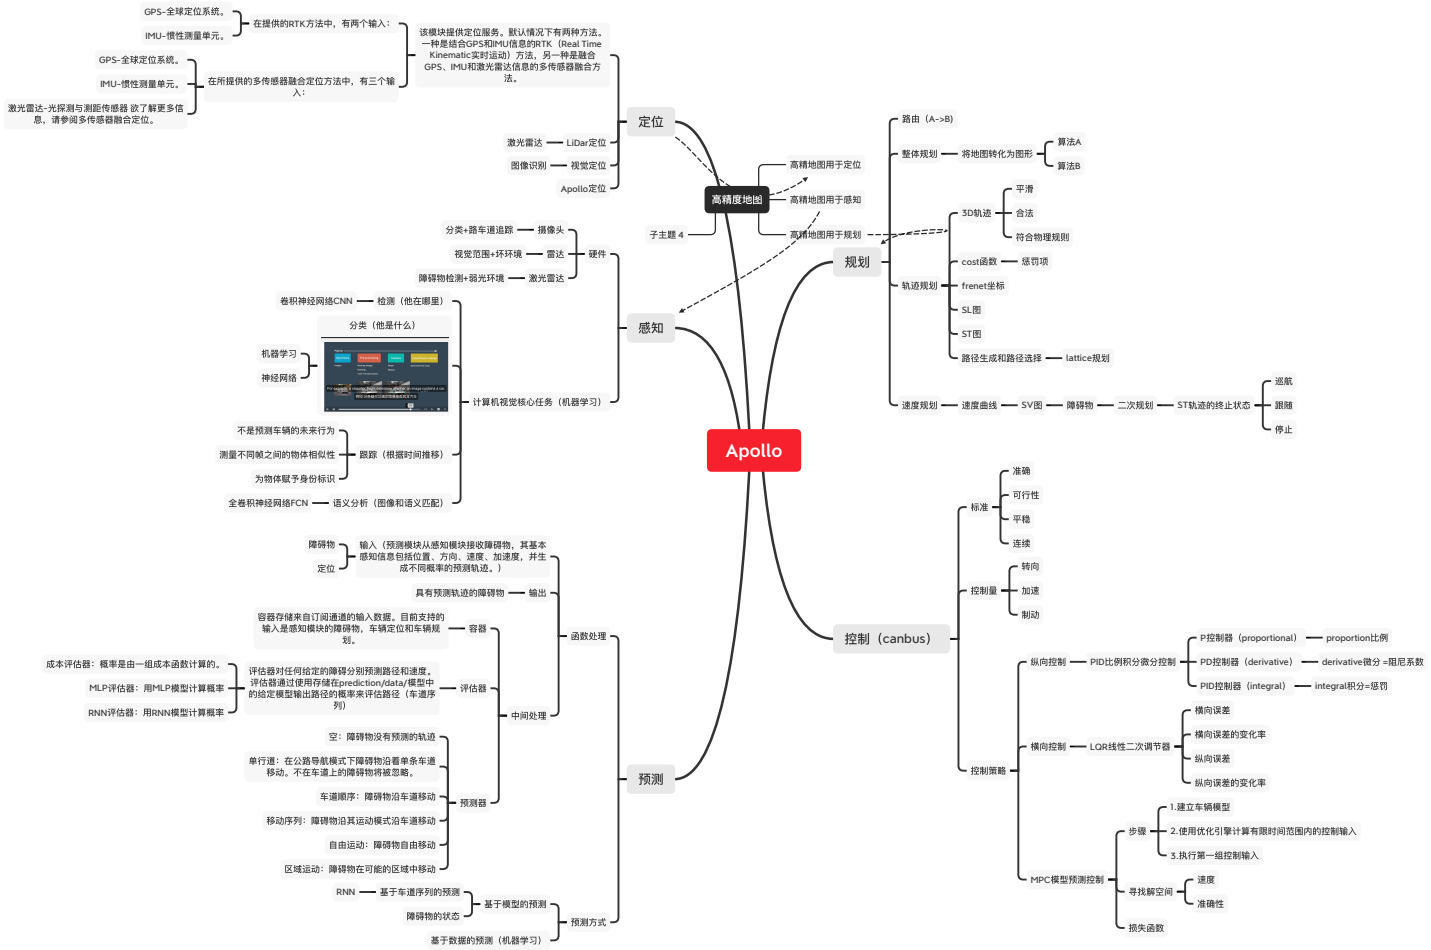 Apollo
高精度地图
高精地图用于定位
高精地图用于感知
高精地图用于规划
子主题 4
定位
该模块提供定位服务。默认情况下有两种方法。
一种是结合GPS和IMU信息的RTK（Real Time
Kinematic实时运动）方法，另一种是融合
GPS、IMU和激光雷达信息的多传感器融合方
法。
在提供的RTK方法中，有两个输入：
GPS-全球定位系统。
IMU-惯性测量单元。
在所提供的多传感器融合定位方法中，有三个输
入：
GPS-全球定位系统。
IMU-惯性测量单元。
激光雷达-光探测与测距传感器 欲了解更多信
息，请参阅多传感器融合定位。
LiDar定位
激光雷达
视觉定位
图像识别
Apollo定位
感知
硬件
摄像头
分类+路车道追踪
雷达
视觉范围+坏环境
激光雷达
障碍物检测+弱光环境
计算机视觉核心任务（机器学习）
检测（他在哪里）
卷积神经网络CNN
分类（他是什么）
机器学习
神经网络
跟踪（根据时间推移）
不是预测车辆的未来行为
测量不同帧之间的物体相似性
为物体赋予身份标识
语义分析（图像和语义匹配）
全卷积神经网络FCN
预测
函数处理
输入（预测模块从感知模块接收障碍物，其基本
感知信息包括位置、方向、速度、加速度，并生
成不同概率的预测轨迹。）
障碍物
定位
输出
具有预测轨迹的障碍物
中间处理
容器
容器存储来自订阅通道的输入数据。目前支持的
输入是感知模块的障碍物，车辆定位和车辆规
划。
评估器
评估器对任何给定的障碍分别预测路径和速度。
评估器通过使用存储在prediction/data/模型中
的给定模型输出路径的概率来评估路径（车道序
列）
成本评估器：概率是由一组成本函数计算的。
MLP评估器：用MLP模型计算概率
RNN评估器：用RNN模型计算概率
预测器
空：障碍物没有预测的轨迹
单行道：在公路导航模式下障碍物沿着单条车道
移动。不在车道上的障碍物将被忽略。
车道顺序：障碍物沿车道移动
移动序列：障碍物沿其运动模式沿车道移动
自由运动：障碍物自由移动
区域运动：障碍物在可能的区域中移动
预测方式
基于模型的预测
基于车道序列的预测
RNN
障碍物的状态
基于数据的预测（机器学习）
规划
路由（A->B)
整体规划
将地图转化为图形
算法A
算法B
轨迹规划
3D轨迹
平滑
合法
符合物理规则
cost函数
惩罚项
frenet坐标
SL图
ST图
路径生成和路径选择
lattice规划
速度规划
速度曲线
SV图
障碍物
二次规划
ST轨迹的终止状态
巡航
跟随
停止
控制（canbus）
标准
准确
可行性
平稳
连续
控制量
转向
加速
制动
控制策略
纵向控制
PID比例积分微分控制
P控制器（proportional）
proportion比例
PD控制器（derivative）
derivative微分 =阻尼系数
PID控制器（integral）
integral积分=惩罚
横向控制
LQR线性二次调节器
横向误差
横向误差的变化率
纵向误差
纵向误差的变化率
MPC模型预测控制
步骤
1.建立车辆模型
2.使用优化引擎计算有限时间范围内的控制输入
3.执行第一组控制输入
寻找解空间
速度
准确性
损失函数